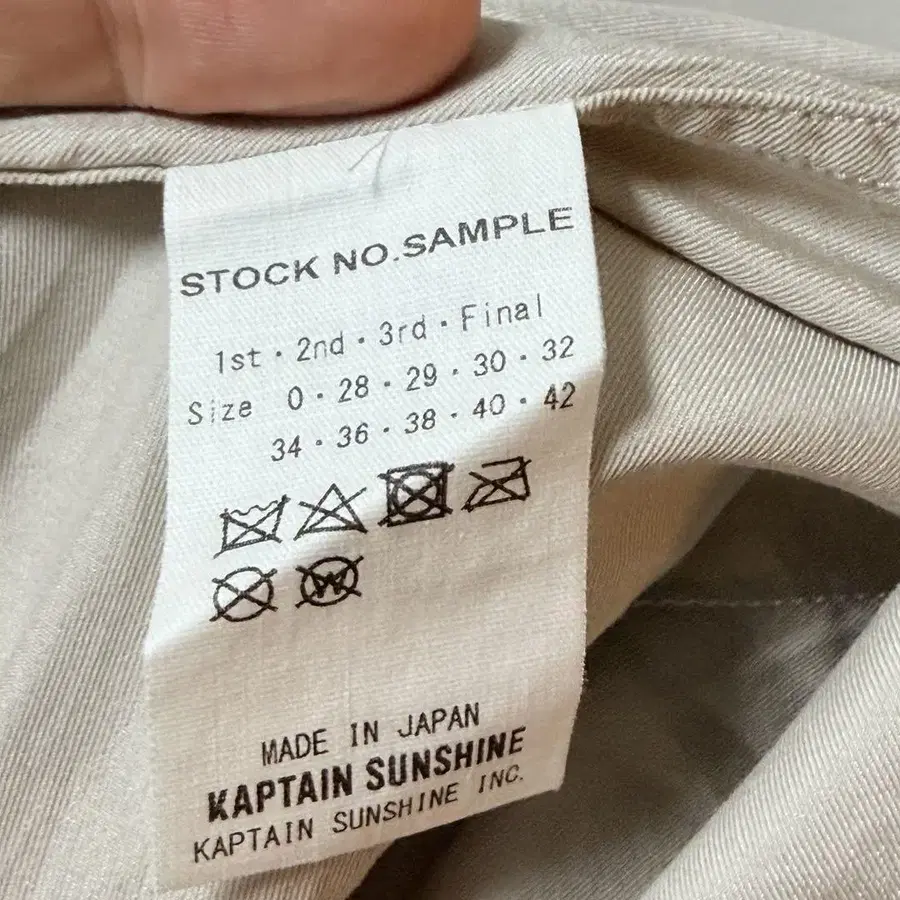 STOCK NO.SAMPLE
1st・2nd・3rd・Final
Size 0・28・29・30・32
34・36・38・40・42
W
MADE IN JAPAN
KAPTAIN SUNSHINE
KAPTAIN SUNSHINE INC.